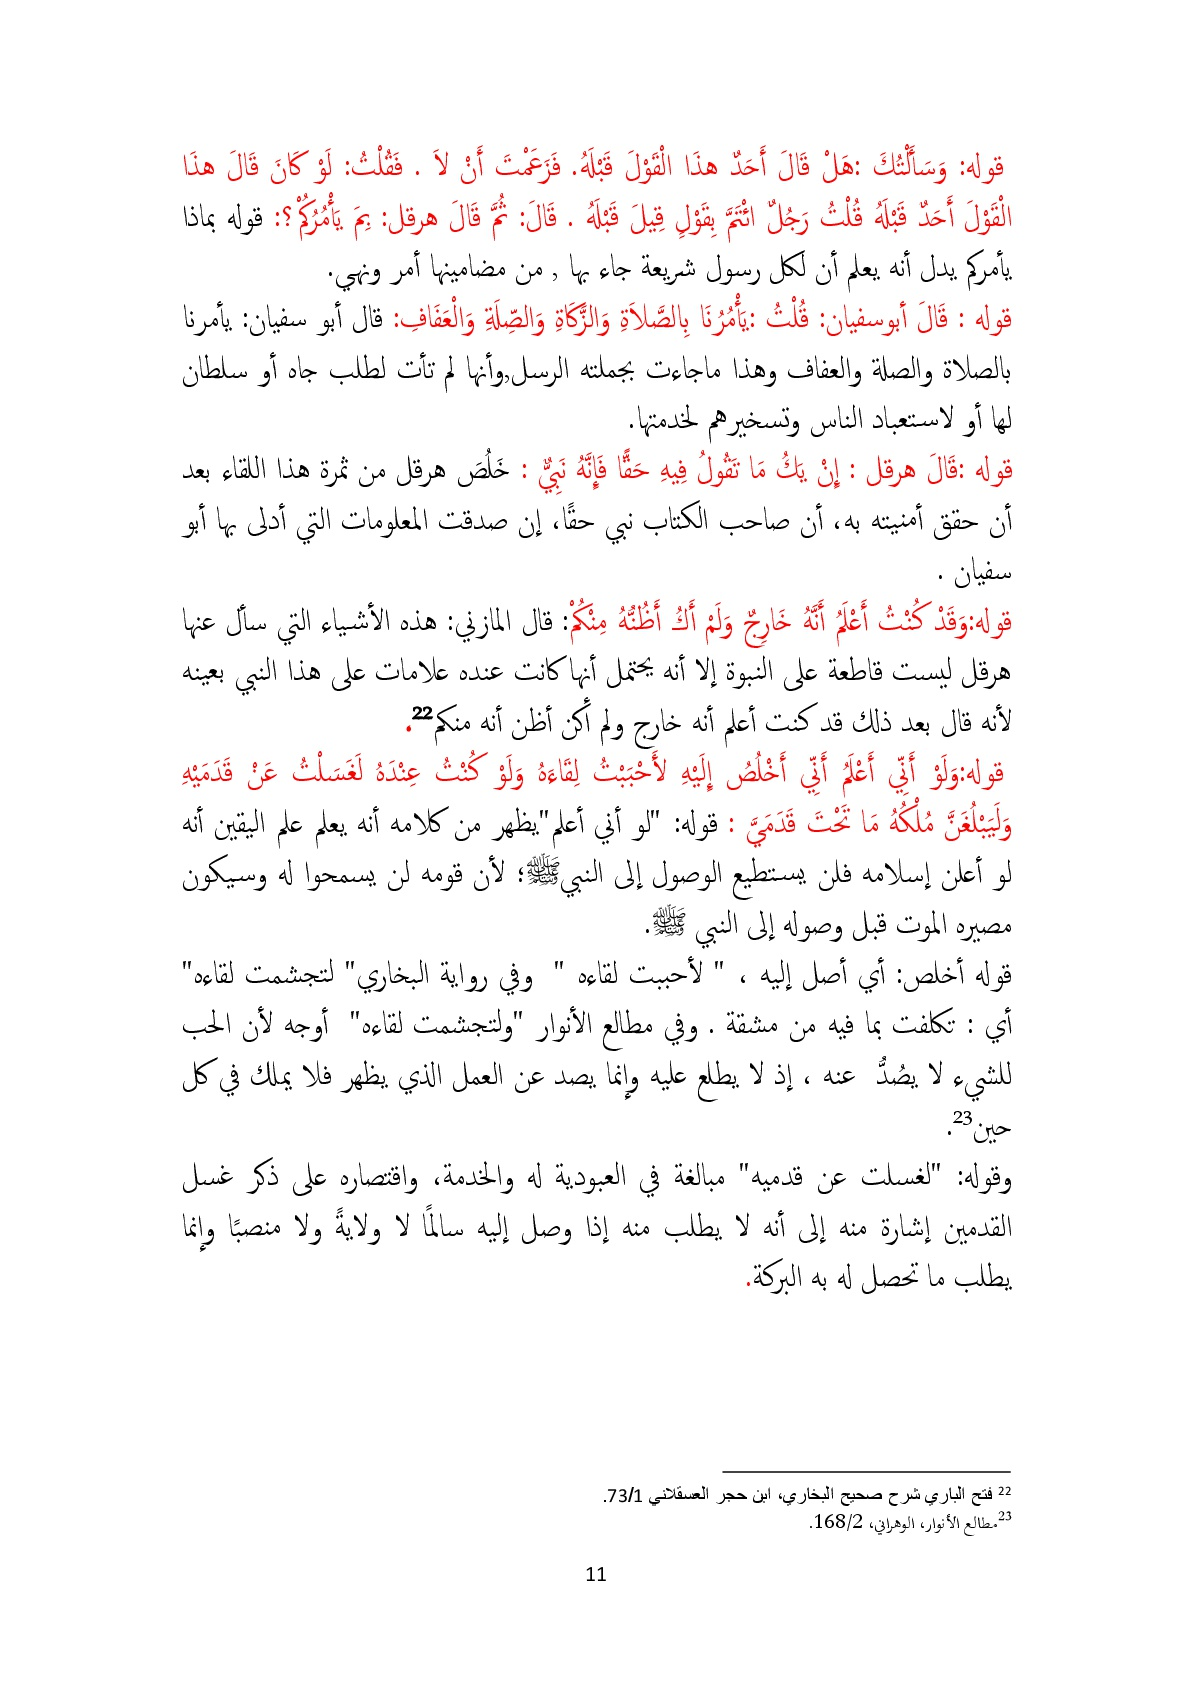 قوله: وَسَأَلْتُكَ :هَلْ قَالَ أَحَدٌ هذَا الْقَوْلَ قَبْلَهُ. فَزَعَمْتَ أَنْ لاَ . فَقُلْتُ: لَوْ كَانَ قَالَ هذَا
الْقَوْلَ أَحَدٌ قَبْلَهُ قُلْتُ رَجُلٌ ائْتَمَّ بِقَوْلٍ قِيلَ قَبْلَهُ . قَالَ: ثُمَّ قَالَ هرقل: بِمَ يَأْمُرُكُمْ؟: قوله بماذا
يأمركم يدل أنه يعلم أن لكل رسول شريعة جاء بها , من مضامينها أمر ونهي.
قوله : قَالَ أبوسفيان: قُلْتُ :يَأْمُرُنَا بِالصَّلاَةِ وَالزَّكَاةِ وَالصِّلَةِ وَالْعَفَافِ: قال أبو سفيان: يأمرنا
بالصلاة والصلة والعفاف وهذا ماجاءت بجملته الرسل,وأنها لم تأت لطلب جاه أو سلطان
لها أو لاستعباد الناس وتسخيرهم لخدمتها.
قوله :قَالَ هرقل : إِنْ يَكُ مَا تَقُولُ فِيهِ حَقًّا فَإِنَّهُ نَبِيٌّ : خَلُصَ هرقل من ثمرة هذا اللقاء بعد
أن حقق أمنيته به، أن صاحب الكتاب نبي حقًا، إن صدقت المعلومات التي أدلى بها أبو
سفيان .
قوله:وَقَدْ كُنْتُ أَعْلَمُ أَنَّهُ خَارِجٌ وَلَمْ أَكُ أَظُنُّهُ مِنْكُمْ: قال المازني: هذه الأشياء التي سأل عنها
هرقل ليست قاطعة على النبوة إلا أنه يحتمل أنها كانت عنده علامات على هذا النبي بعينه
لأنه قال بعد ذلك قد كنت أعلم أنه خارج ولم أكن أظن أنه منكم22.
قوله:وَلَوْ أَنِّي أَعْلَمُ أَنِّي أَخْلُصُ إِلَيْهِ لأَحْبَبْتُ لِقَاءَهُ وَلَوْ كُنْتُ عِنْدَهُ لَغَسَلْتُ عَنْ قَدَمَيْهِ
وَلَيَبْلُغَنَّ مُلْكُهُ مَا تَحْتَ قَدَمَيَّ : قوله: "لو أني أعلم"يظهر من كلامه أنه يعلم علم اليقين أنه
لو أعلن إسلامه فلن يستطيع الوصول إلى النبيﷺ؛ لأن قومه لن يسمحوا له وسيكون
مصيره الموت قبل وصوله إلى النبي ﷺ.
قوله أخلص: أي أصل إليه ، " لأحببت لقاءه " وفي رواية البخاري" لتجشمت لقاءه"
أي : تكلفت بما فيه من مشقة . وفي مطالع الأنوار "ولتجشمت لقاءه" أوجه لأن الحب
للشيء لا يصُدُّ عنه ، إذ لا يطلع عليه وإنما يصد عن العمل الذي يظهر فلا يملك في كل
حين23.
وقوله: "لغسلت عن قدميه" مبالغة في العبودية له والخدمة، واقتصاره على ذكر غسل
القدمين إشارة منه إلى أنه لا يطلب منه إذا وصل إليه سالمًا لا ولايةً ولا منصبًا وإنما
يطلب ما تحصل له به البركة.
22 فتح الباري شرح صحيح البخاري، ابن حجر العسقلاني 73/1.
23مطالع الأنوار، الوهراني، 168/2.
11